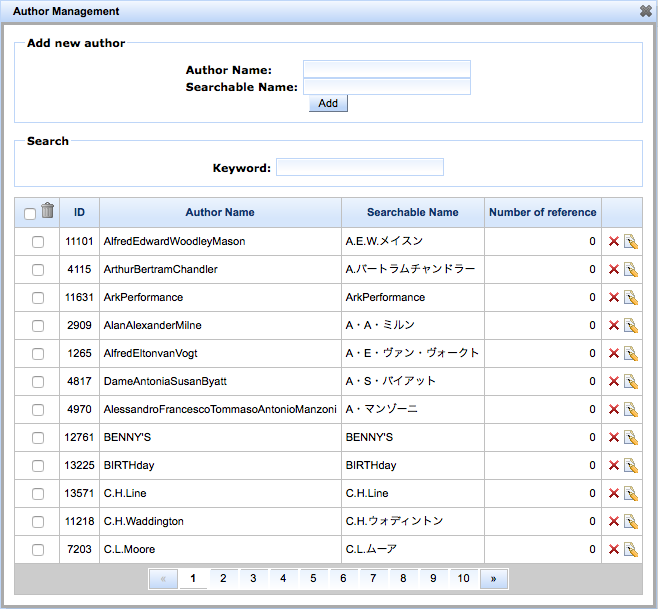 Author Management
Add new author
Author Name:
Searchable Name:
Add
Search
Keyword:
ID Author Name Searchable Name Number of reference
11101 AlfredEdwardWoodleyMason A.E.W.メイスン 0
4115 ArthurBertramChandler A.バートラムチャンドラー 0
11631 ArkPerformance ArkPerformance 0
2909 AlanAlexanderMilne A・A・ミルン 0
1265 AlfredEltonvanVogt A・E・ヴァン・ヴォークト 0
4817 DameAntoniaSusanByatt A・S・バイアット 0
4970 AlessandroFrancescoTommasoAntonioManzoni A・マンゾーニ 0
12761 BENNY'S BENNY'S 0
13225 BIRTHday BIRTHday 0
13571 C.H.Line C.H.Line 0
11218 C.H.Waddington C.H.ウォディントン 0
7203 C.L.Moore C.L.ムーア 0
« 1 2 3 4 5 6 7 8 9 10 »